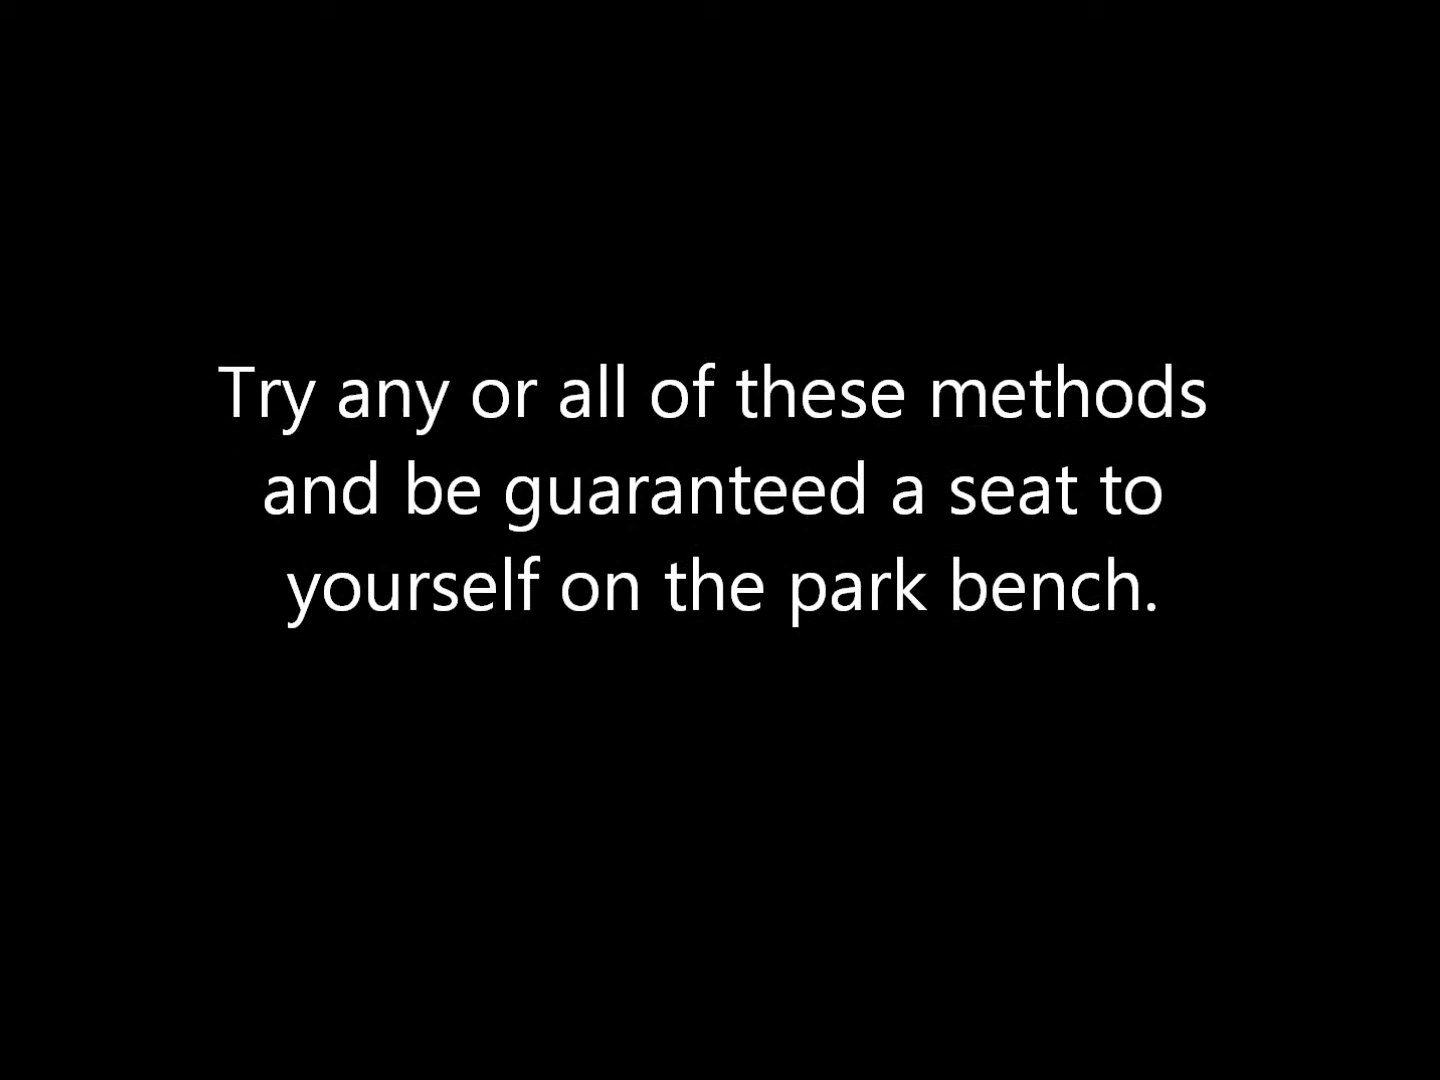 Try any or all of these methods
and be guaranteed a seat to
yourself on the park bench.